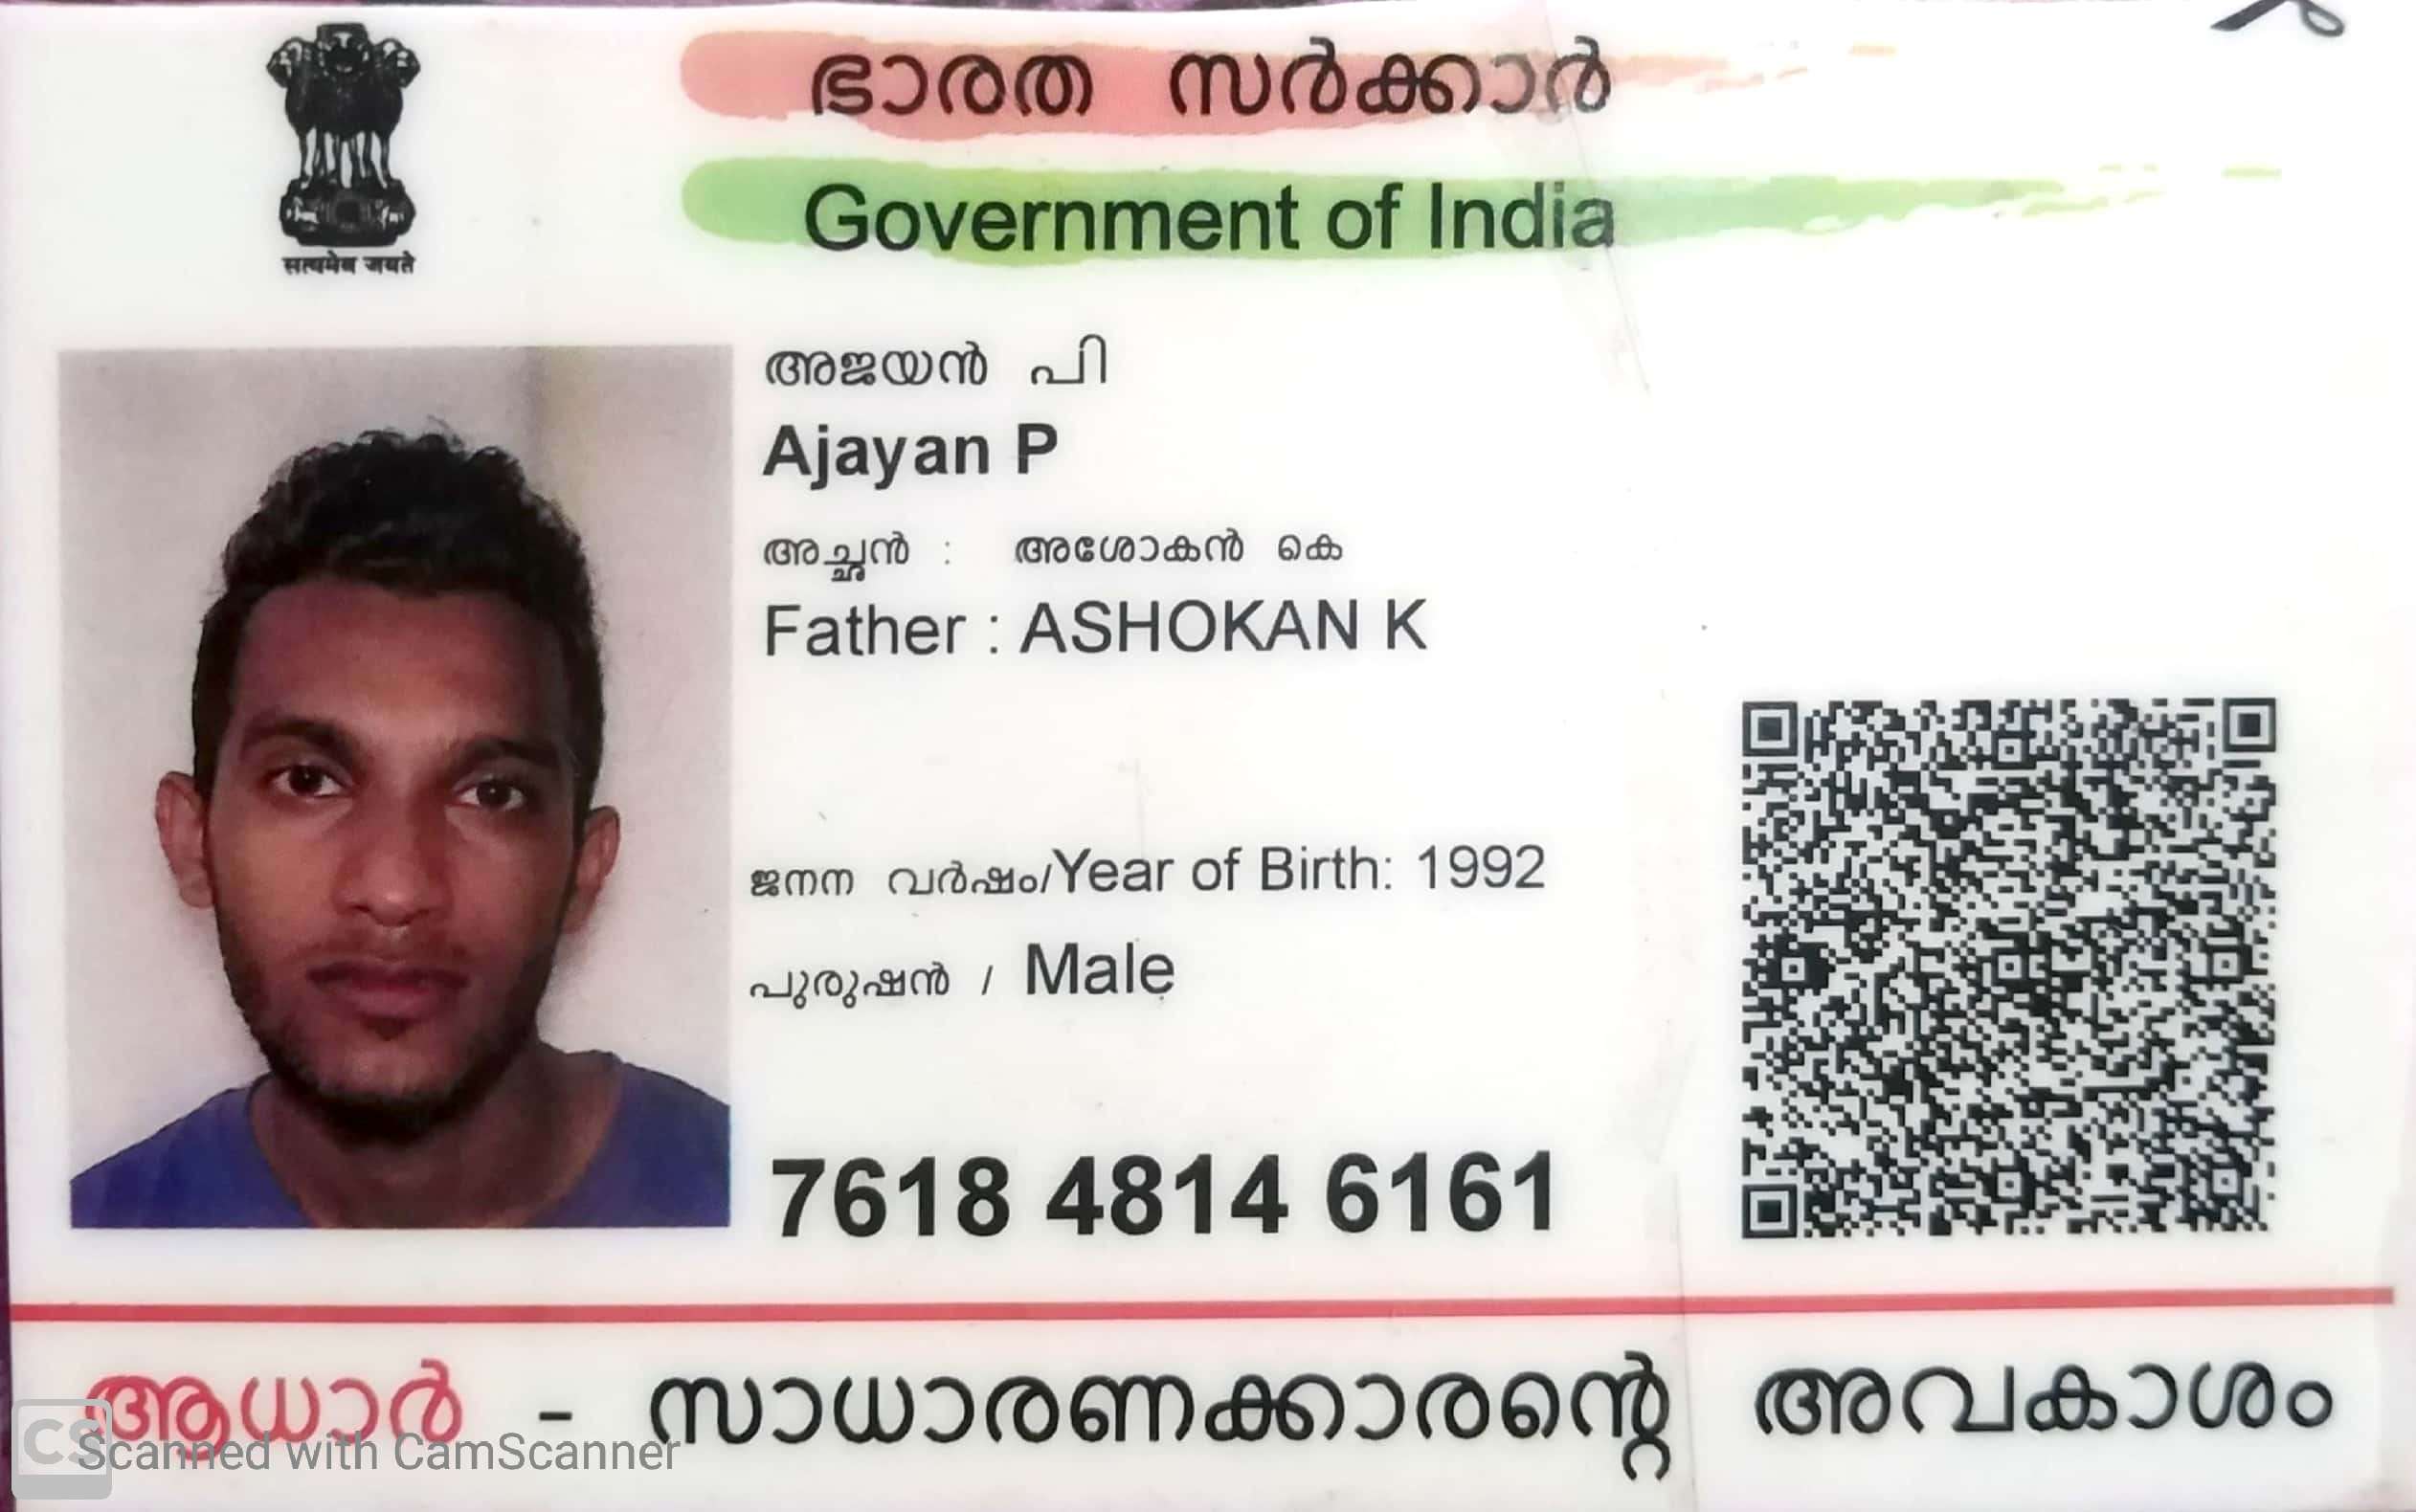 ഭാരത സർക്കാർ
Government of India
सत्यमेव जयते
അജയൻ പി
Ajayan P
അച്ഛൻ : അശോകൻ കെ
Father : ASHOKAN K
ജനന വർഷം/Year of Birth: 1992
പുരുഷൻ / Male
7618 4814 6161
ആധാർ - സാധാരണക്കാരന്റെ അവകാശം
CS Scanned with CamScanner